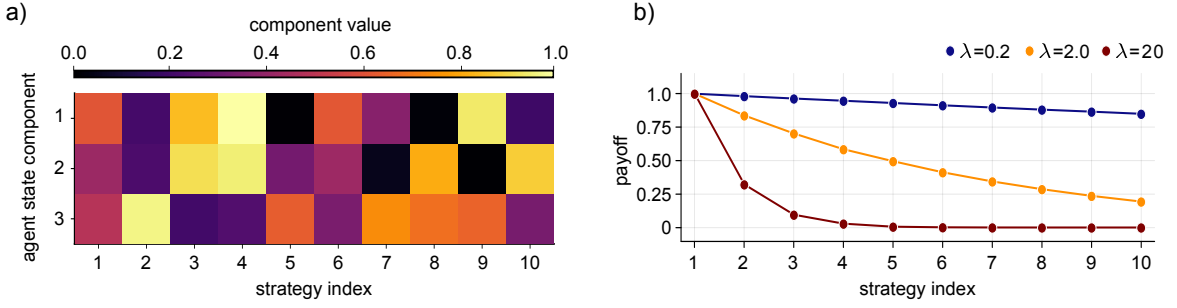 a)
component value
0.0 0.2 0.4 0.6 0.8 1.0
agent state component
1
2
3
1 2 3 4 5 6 7 8 9 10
strategy index
b)
λ=0.2 λ=2.0 λ=20
payoff
1.0
0.75
0.50
0.25
0
1 2 3 4 5 6 7 8 9 10
strategy index